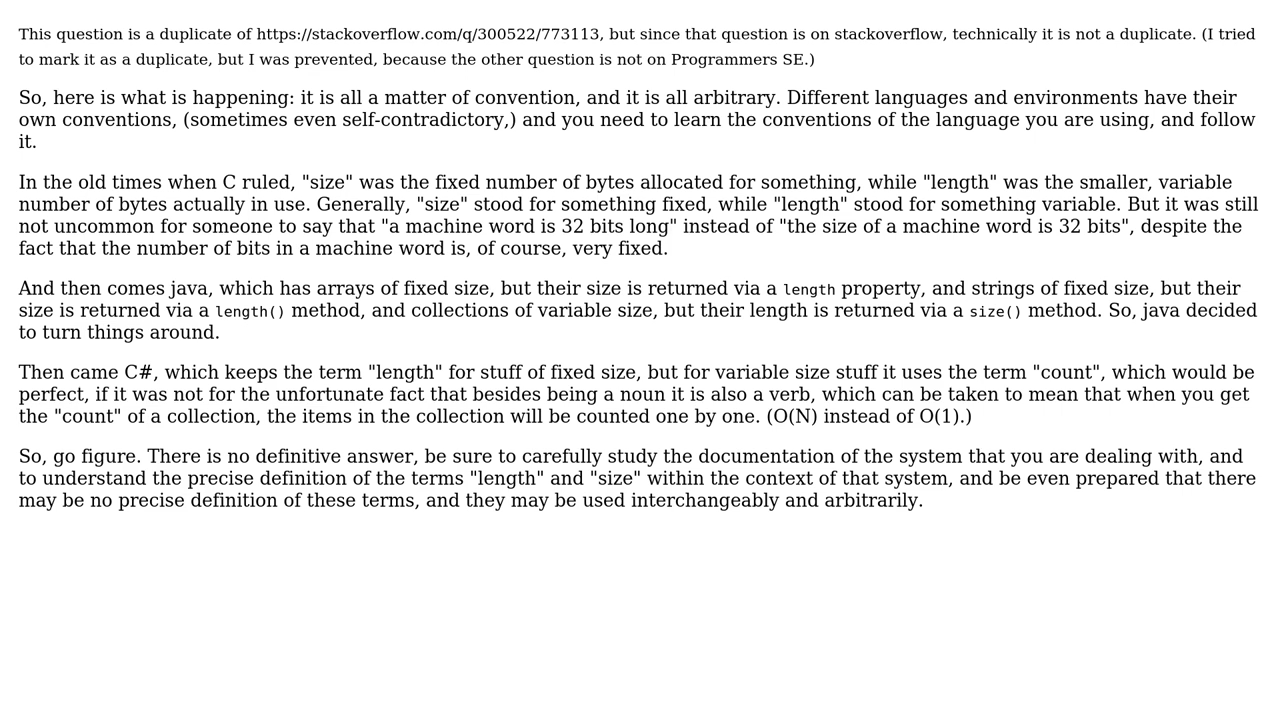 This question is a duplicate of https://stackoverflow.com/q/300522/773113, but since that question is on stackoverflow, technically it is not a duplicate. (I tried
to mark it as a duplicate, but I was prevented, because the other question is not on Programmers SE.)
So, here is what is happening: it is all a matter of convention, and it is all arbitrary. Different languages and environments have their
own conventions, (sometimes even self-contradictory,) and you need to learn the conventions of the language you are using, and follow
it.
In the old times when C ruled, "size" was the fixed number of bytes allocated for something, while "length" was the smaller, variable
number of bytes actually in use. Generally, "size" stood for something fixed, while "length" stood for something variable. But it was still
not uncommon for someone to say that "a machine word is 32 bits long" instead of "the size of a machine word is 32 bits", despite the
fact that the number of bits in a machine word is, of course, very fixed.
And then comes java, which has arrays of fixed size, but their size is returned via a length property, and strings of fixed size, but their
size is returned via a length() method, and collections of variable size, but their length is returned via a size() method. So, java decided
to turn things around.
Then came C#, which keeps the term "length" for stuff of fixed size, but for variable size stuff it uses the term "count", which would be
perfect, if it was not for the unfortunate fact that besides being a noun it is also a verb, which can be taken to mean that when you get
the "count" of a collection, the items in the collection will be counted one by one. (O(N) instead of O(1).)
So, go figure. There is no definitive answer, be sure to carefully study the documentation of the system that you are dealing with, and
to understand the precise definition of the terms "length" and "size" within the context of that system, and be even prepared that there
may be no precise definition of these terms, and they may be used interchangeably and arbitrarily.